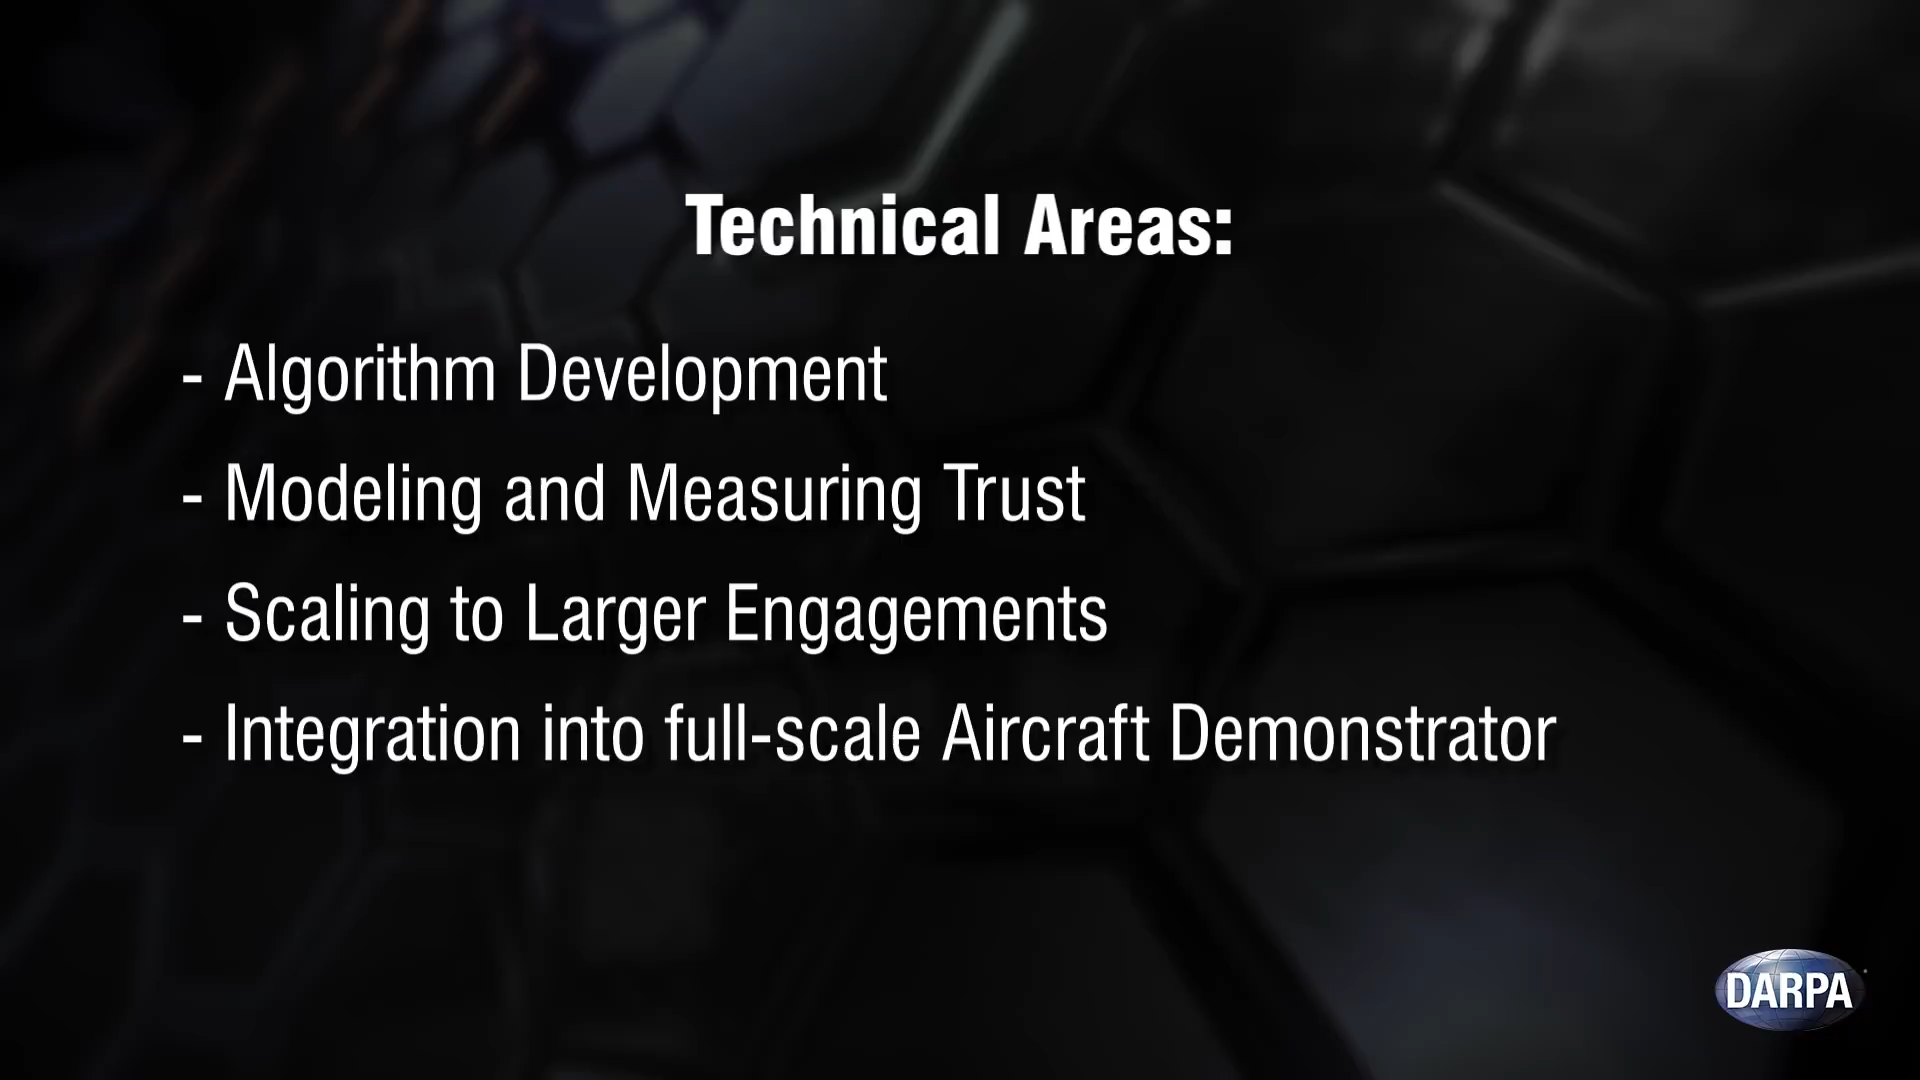 Technical Areas:
- Algorithm Development
- Modeling and Measuring Trust
- Scaling to Larger Engagements
- Integration into full-scale Aircraft Demonstrator
DARPA